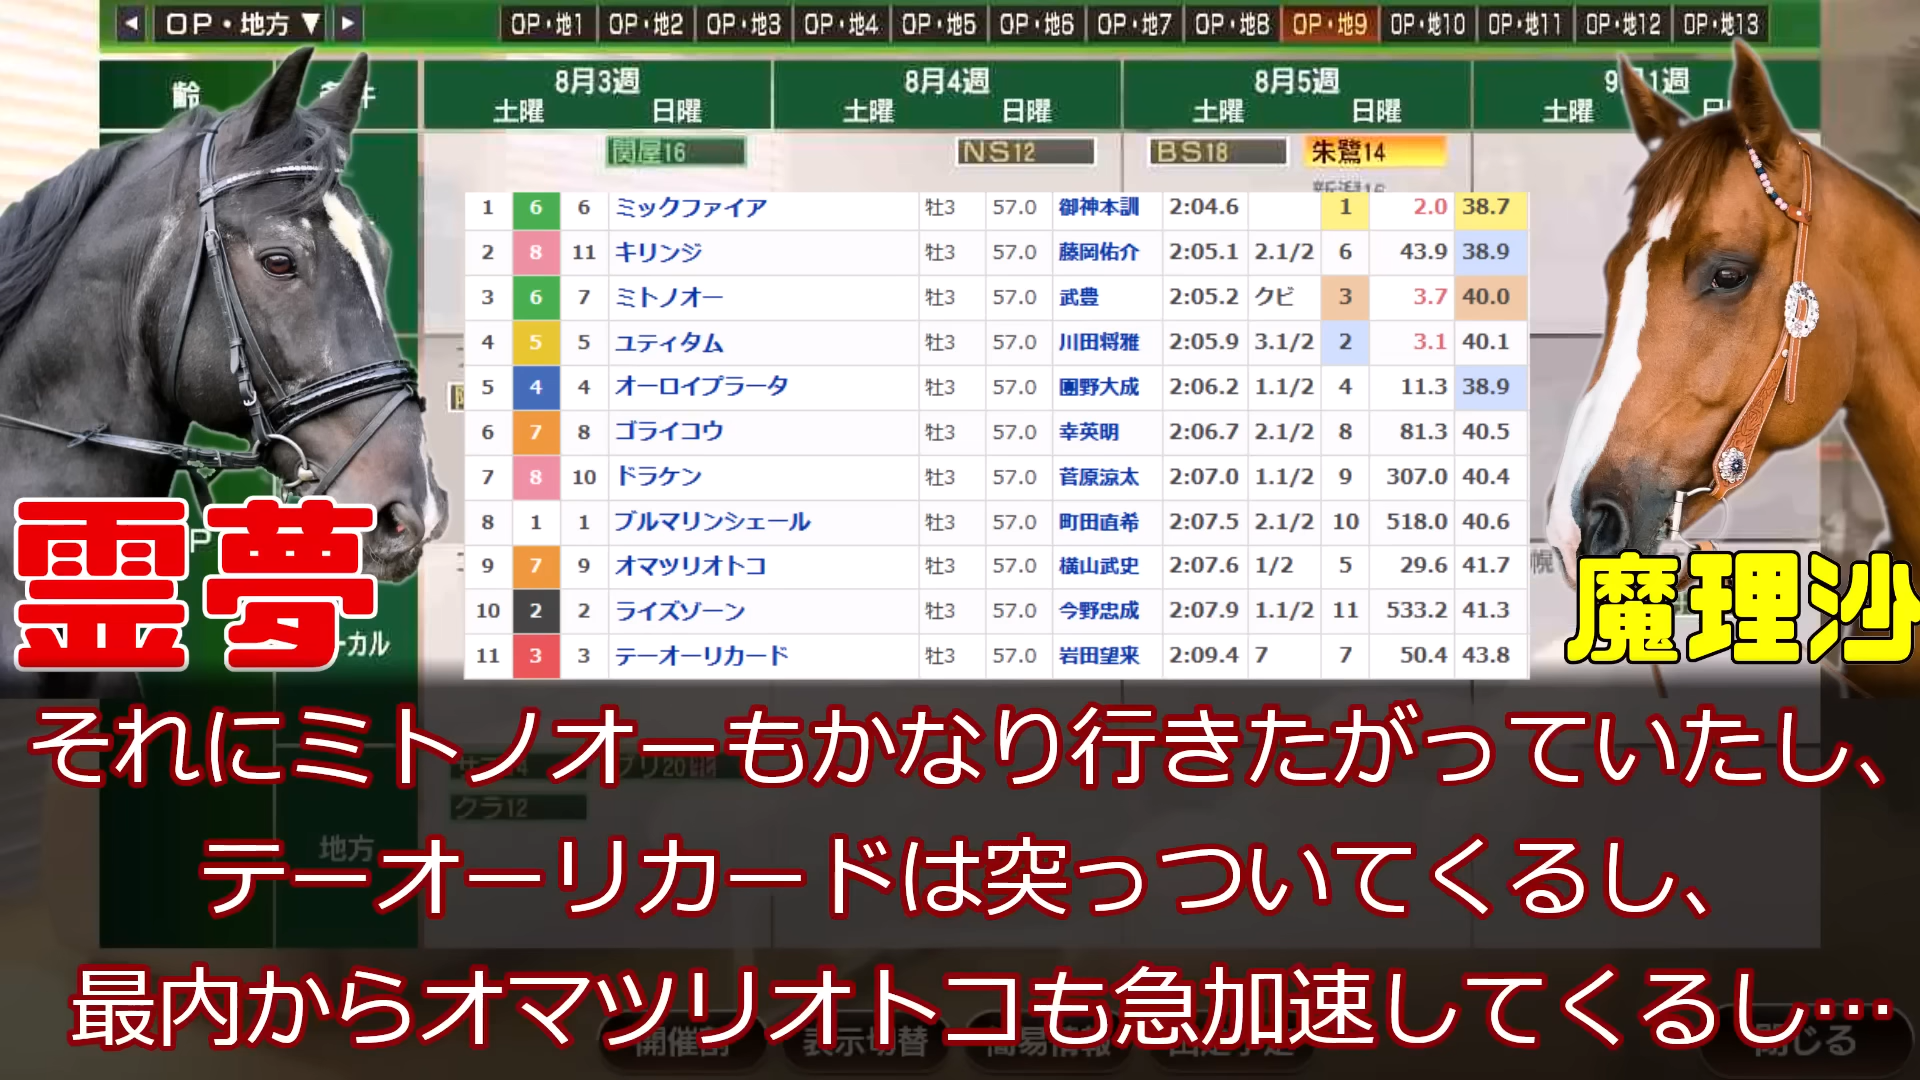 ◀ OP・地方▼ ▶ OP・地1 OP・地2 OP・地3 OP・地4 OP・地5 OP・地6 OP・地7 OP・地8 OP・地9 OP・地10 OP・地11 OP・地12 OP・地13
齢 8月3週 8月4週 8月5週
土曜 日曜 土曜 日曜 土曜 日曜 土曜
関屋16 NS12 BS18 朱鷺14
1 6 6 ミックファイア 牡3 57.0 御神本訓 2:04.6 1 2.0 38.7
2 8 11 キリンジ 牡3 57.0 藤岡佑介 2:05.1 2.1/2 6 43.9 38.9
3 6 7 ミトノオー 牡3 57.0 武豊 2:05.2 クビ 3 3.7 40.0
4 5 5 ユティタム 牡3 57.0 川田将雅 2:05.9 3.1/2 2 3.1 40.1
5 4 4 オーロイプラータ 牡3 57.0 團野大成 2:06.2 1.1/2 4 11.3 38.9
6 7 8 ゴライコウ 牡3 57.0 幸英明 2:06.7 2.1/2 8 81.3 40.5
7 8 10 ドラケン 牡3 57.0 菅原涼太 2:07.0 1.1/2 9 307.0 40.4
8 1 1 ブルマリンシェール 牡3 57.0 町田直希 2:07.5 2.1/2 10 518.0 40.6
9 7 9 オマツリオトコ 牡3 57.0 横山武史 2:07.6 1/2 5 29.6 41.7
10 2 2 ライズゾーン 牡3 57.0 今野忠成 2:07.9 1.1/2 11 533.2 41.3
11 3 3 テーオーリカード 牡3 57.0 岩田望来 2:09.4 7 7 50.4 43.8
霊夢
魔理沙
それにミトノオーもかなり行きたがっていたし、
クラ12
地方
テーオーリカードは突っついてくるし、
最内からオマツリオトコも急加速してくるし…
表示切替 簡易情報 閉じる